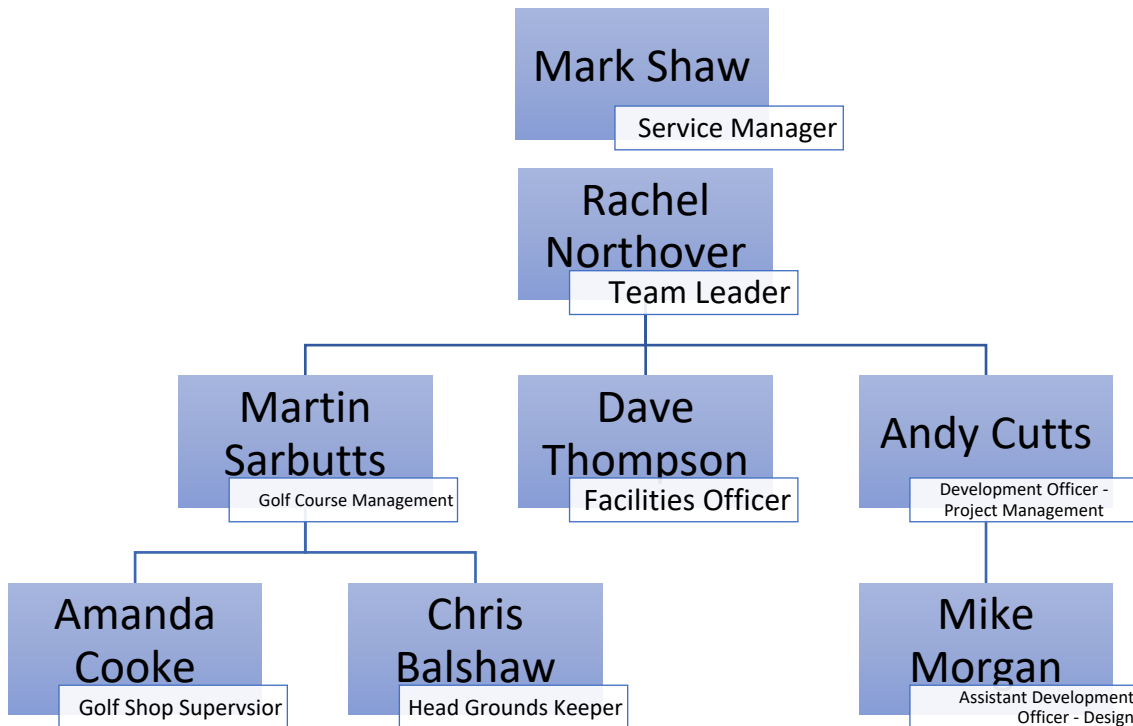 Mark Shaw
Service Manager
Rachel
Northover
Team Leader
Martin
Sarbutts
Golf Course Management
Dave
Thompson
Facilities Officer
Andy Cutts
Development Officer -
Project Management
Amanda
Cooke
Golf Shop Supervsior
Chris
Balshaw
Head Grounds Keeper
Mike
Morgan
Assistant Development
Officer - Design